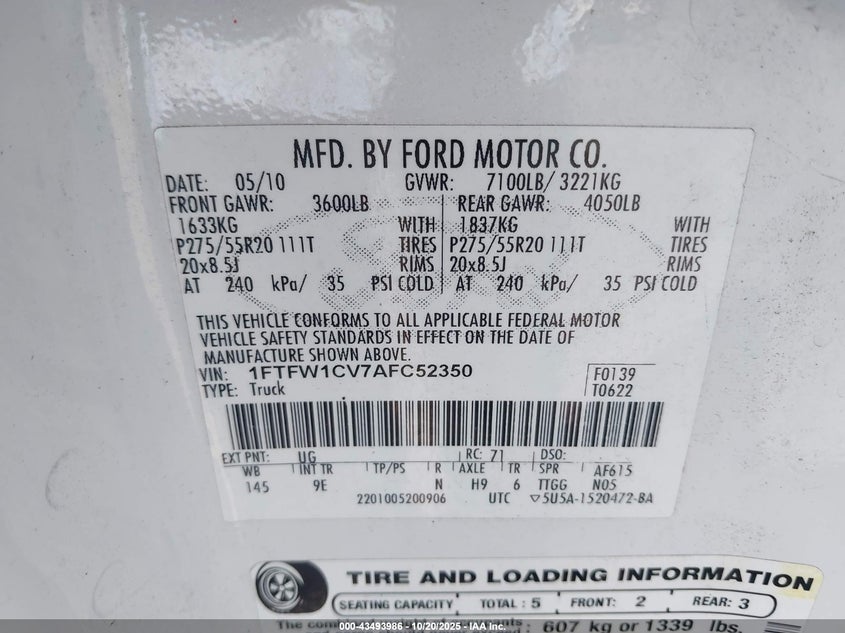 MFD. BY FORD MOTOR CO.
DATE: 05/10 GVWR: 7100LB/ 3221KG
FRONT GAWR: 3600LB REAR GAWR: 4050LB
1633KG WITH 1837KG WITH
P275/55R20 111T TIRES P275/55R20 111T TIRES
20x8.5J RIMS 20x8.5J RIMS
AT 240 kPa/ 35 PSI COLD AT 240 kPa/ 35 PSI COLD
THIS VEHICLE CONFORMS TO ALL APPLICABLE FEDERAL MOTOR
VEHICLE SAFETY STANDARDS IN EFFECT ON THE DATE OF
MANUFACTURE SHOWN ABOVE.
VIN: 1FTFW1CV7AFC52350 F0139
TYPE: Truck T0622
EXT PNT: UG RC: 71 DSO:
WB INT TR TP/PS R AXLE TR SPR AF615
145 9E N H9 6 TTGG N05
2201005200906 UTC ▽5U5A-1520472-BA
TIRE AND LOADING INFORMATION
SEATING CAPACITY TOTAL : 5 FRONT: 2 REAR: 3
The 607 kg or 1339 lbs.
000-43493986 - 10/20/2025 - IAA Inc.